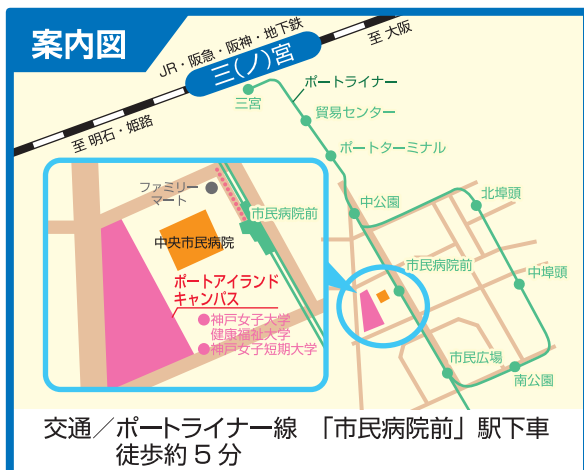 案内図
JR・阪急・阪神・地下鉄
三(ノ)宮
至 大阪
至 明石・姫路
三宮
ポートライナー
貿易センター
ポートターミナル
中公園
北埠頭
市民病院前
中埠頭
市民広場
南公園
ファミリー
マート
市民病院前
中央市民病院
ポートアイランド
キャンパス
神戸女子大学
健康福祉大学
神戸女子短期大学
交通／ポートライナー線 「市民病院前」駅下車
徒歩約5分